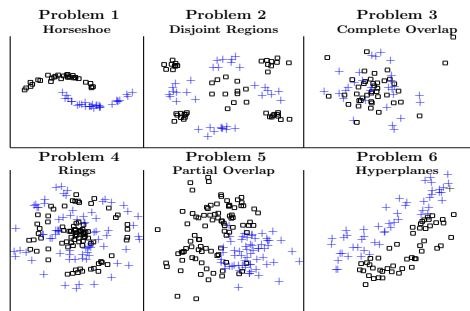 Problem 1
Horseshoe
Problem 2
Disjoint Regions
Problem 3
Complete Overlap
Problem 4
Rings
Problem 5
Partial Overlap
Problem 6
Hyperplanes